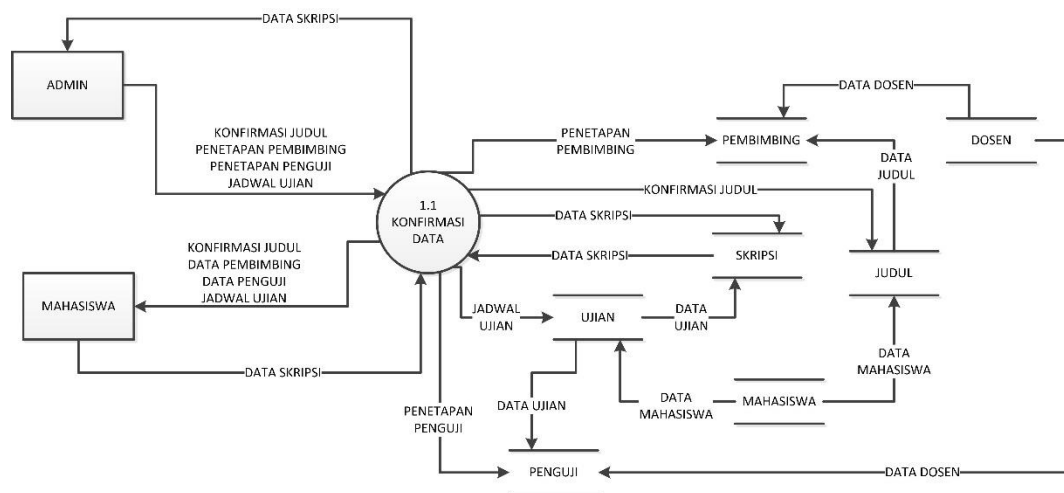 DATA SKRIPSI
ADMIN
KONFIRMASI JUDUL
PENETAPAN PEMBIMBING
PENETAPAN PENGUJI
JADWAL UJIAN
1.1
KONFIRMASI
DATA
KONFIRMASI JUDUL
DATA PEMBIMBING
DATA PENGUJI
JADWAL UJIAN
MAHASISWA
DATA SKRIPSI
PENETAPAN
PEMBIMBING
PEMBIMBING
DATA DOSEN
DOSEN
DATA
JUDUL
KONFIRMASI JUDUL
DATA SKRIPSI
DATA SKRIPSI
SKRIPSI
JUDUL
JADWAL
UJIAN
UJIAN
DATA
UJIAN
DATA
MAHASISWA
DATA UJIAN
DATA
MAHASISWA
MAHASISWA
PENETAPAN
PENGUJI
PENGUJI
DATA DOSEN